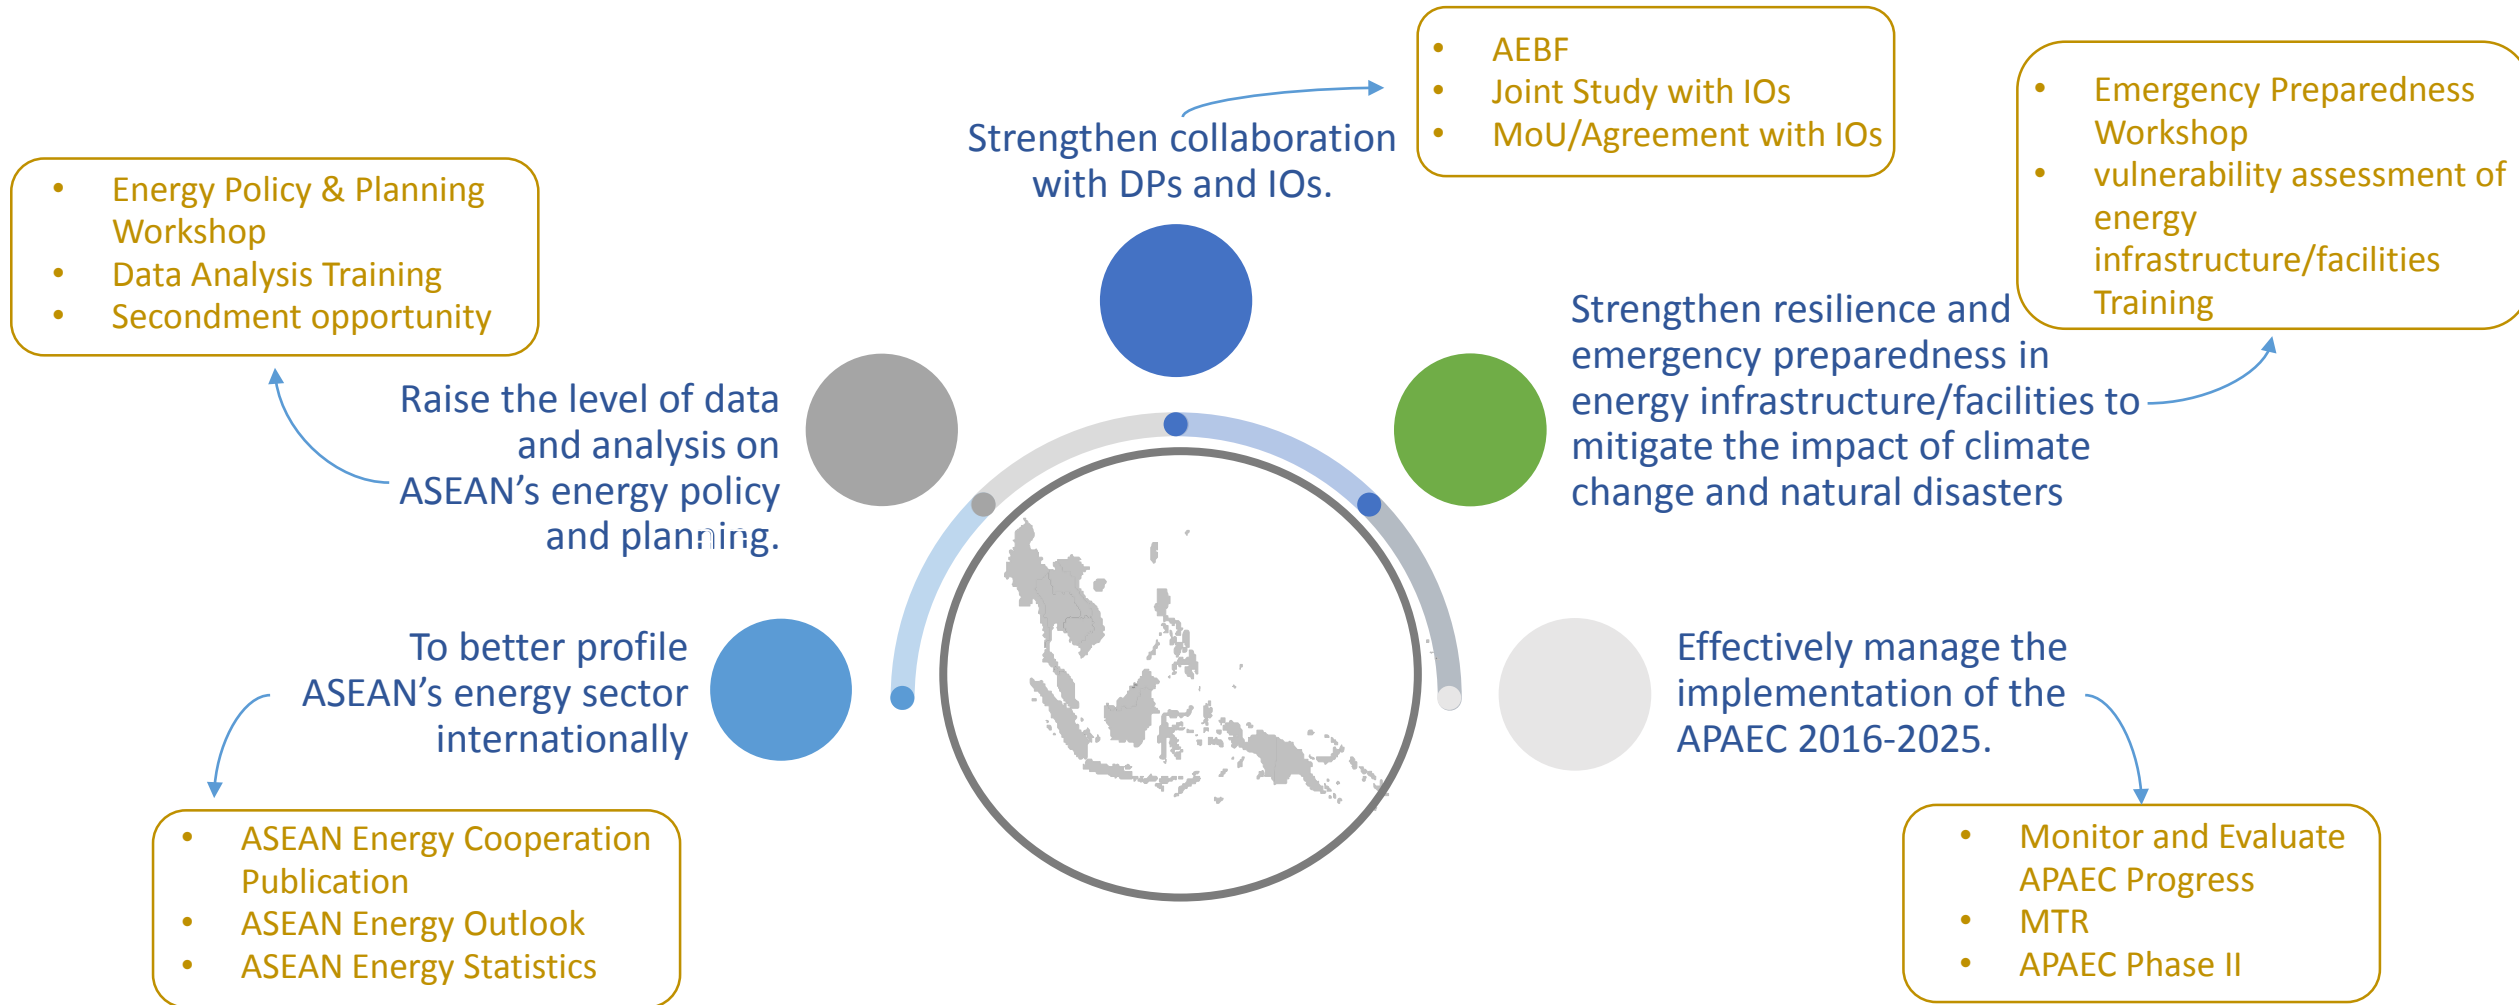 AEBF
Joint Study with IOs
MoU/Agreement with IOs
Strengthen collaboration
with DPs and IOs.
Emergency Preparedness
Workshop
vulnerability assessment of
energy
infrastructure/facilities
Training
Energy Policy & Planning
Workshop
Data Analysis Training
Secondment opportunity
Raise the level of data
and analysis on
ASEAN’s energy policy
and planning.
Strengthen resilience and
emergency preparedness in
energy infrastructure/facilities to
mitigate the impact of climate
change and natural disasters
To better profile
ASEAN’s energy sector
internationally
Effectively manage the
implementation of the
APAEC 2016-2025.
ASEAN Energy Cooperation
Publication
ASEAN Energy Outlook
ASEAN Energy Statistics
Monitor and Evaluate
APAEC Progress
MTR
APAEC Phase II